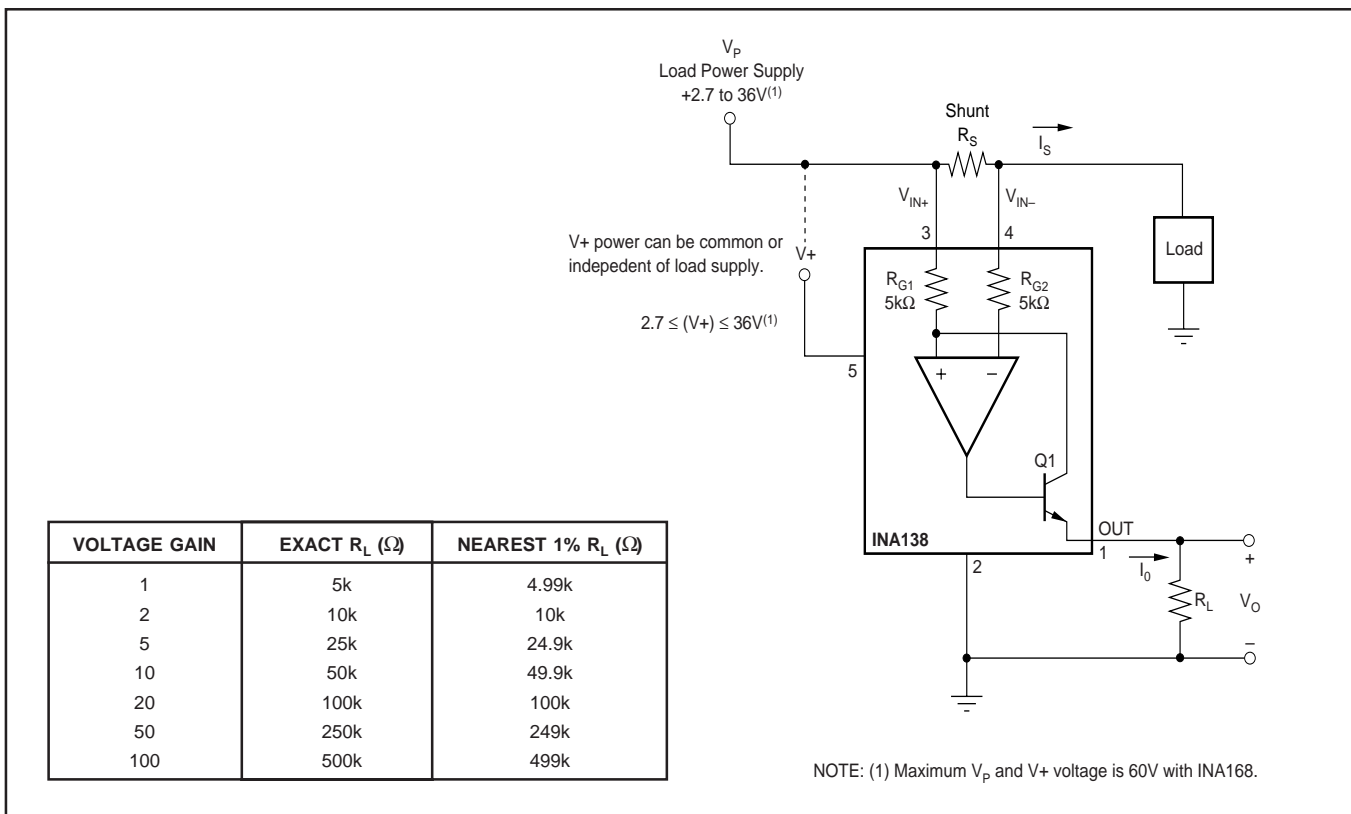 V_P
Load Power Supply
+2.7 to 36V(1)
Shunt
R_S
I_S
V_IN+
V_IN–
3
4
V+ power can be common or
indepedent of load supply.
V+
2.7 ≤ (V+) ≤ 36V(1)
R_G1
5kΩ
R_G2
5kΩ
Load
5
+
–
Q1
OUT
INA138
1
2
I_0
+
R_L
V_O
–
VOLTAGE GAIN EXACT R_L (Ω) NEAREST 1% R_L (Ω)
1 5k 4.99k
2 10k 10k
5 25k 24.9k
10 50k 49.9k
20 100k 100k
50 250k 249k
100 500k 499k
NOTE: (1) Maximum V_P and V+ voltage is 60V with INA168.